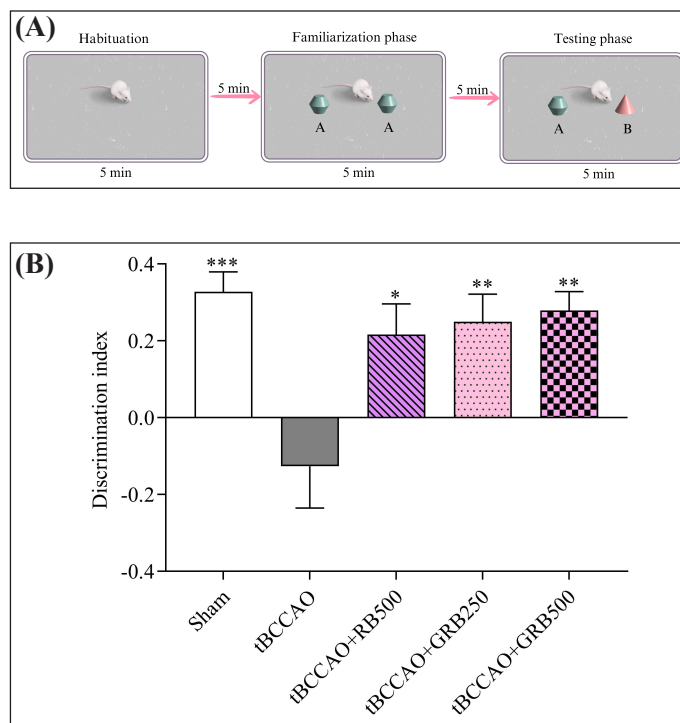 (A)
Habituation
Familiarization phase
Testing phase
5 min
5 min
A
A
A
B
5 min
5 min
5 min
(B)
Discrimination index
0.4
0.2
0.0
-0.2
-0.4
***
*
**
**
Sham
tBCCAO
tBCCAO+RB500
tBCCAO+GRB250
tBCCAO+GRB500